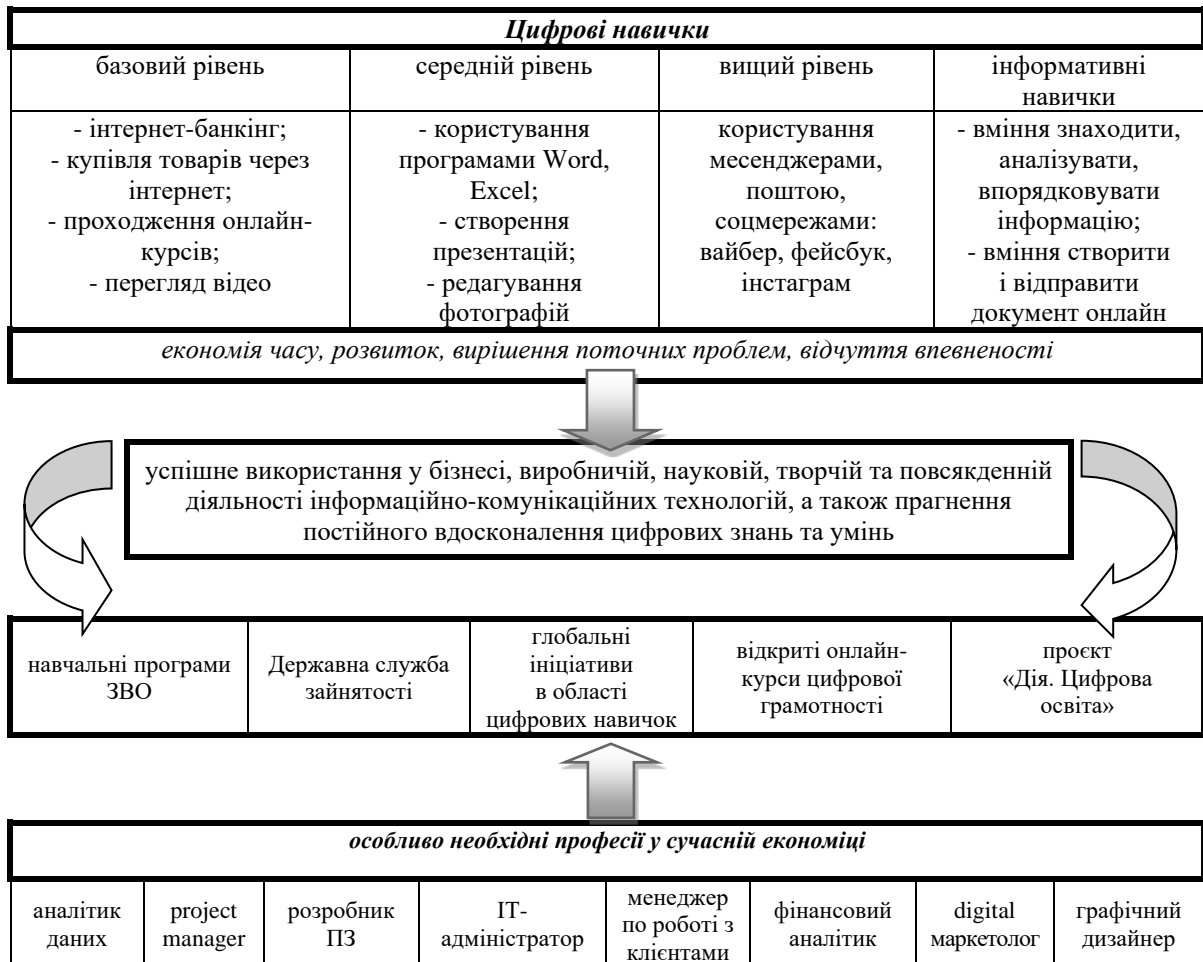 Цифрові навички
базовий рівень
середній рівень
вищий рівень
інформативні
навички
- інтернет-банкінг;
- купівля товарів через
інтернет;
- проходження онлайн-
курсів;
- перегляд відео
- користування
програмами Word,
Excel;
- створення
презентацій;
- редагування
фотографій
користування
месенджерами,
поштою,
соцмережами:
вайбер, фейсбук,
інстаграм
- вміння знаходити,
аналізувати,
впорядковувати
інформацію;
- вміння створити
і відправити
документ онлайн
економія часу, розвиток, вирішення поточних проблем, відчуття впевненості
успішне використання у бізнесі, виробничій, науковій, творчій та повсякденній
діяльності інформаційно-комунікаційних технологій, а також прагнення
постійного вдосконалення цифрових знань та умінь
навчальні програми
ЗВО
Державна служба
зайнятості
глобальні
ініціативи
в області
цифрових навичок
відкриті онлайн-
курси цифрової
грамотності
проєкт
«Дія. Цифрова
освіта»
особливо необхідні професії у сучасній економіці
аналітик
даних
project
manager
розробник
ПЗ
ІТ-
адміністратор
менеджер
по роботі з
клієнтами
фінансовий
аналітик
digital
маркетолог
графічний
дизайнер